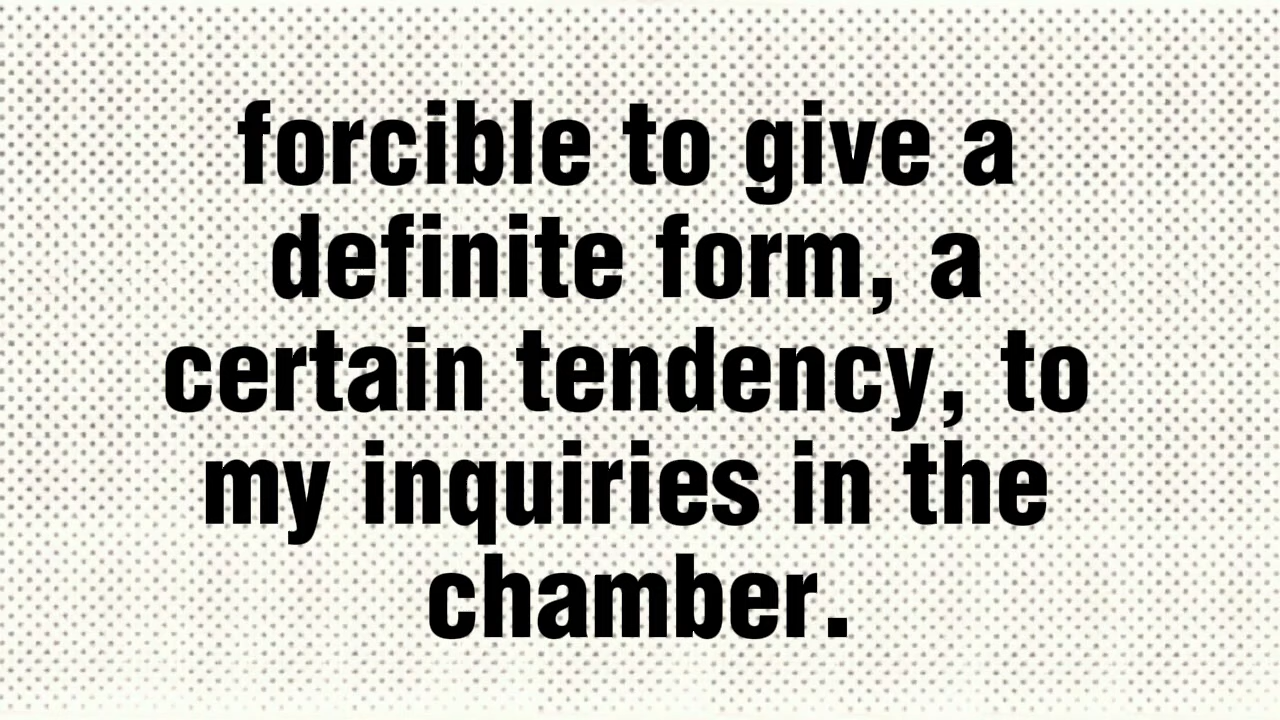 forcible to give a
definite form, a
certain tendency, to
my inquiries in the
chamber.